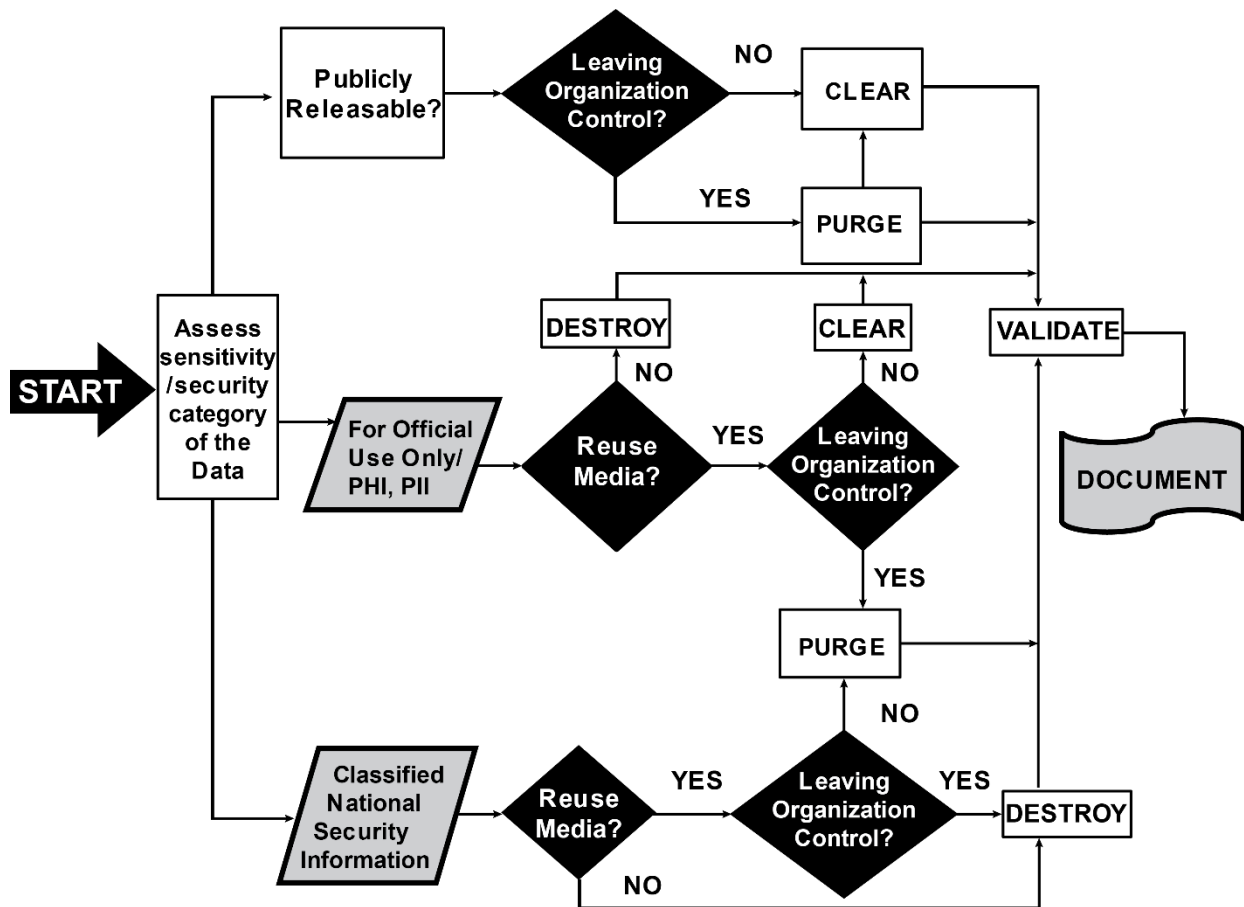 Publicly
Releasable?
Leaving
Organization
Control?
NO
CLEAR
YES
PURGE
START
Assess
sensitivity
/security
category
of the
Data
DESTROY
CLEAR
VALIDATE
NO
NO
For Official
Use Only/
PHI, PII
Reuse
Media?
YES
Leaving
Organization
Control?
DOCUMENT
YES
PURGE
NO
Classified
National
Security
Information
Reuse
Media?
YES
Leaving
Organization
Control?
YES
DESTROY
NO